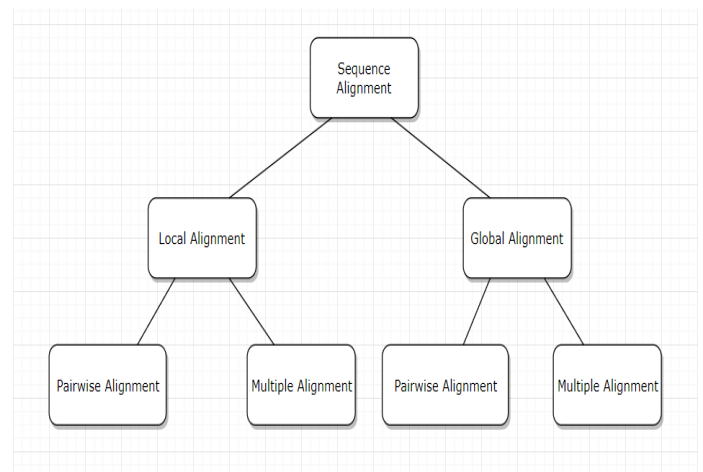 Sequence
Alignment
Local Alignment
Global Alignment
Pairwise Alignment
Multiple Alignment
Pairwise Alignment
Multiple Alignment